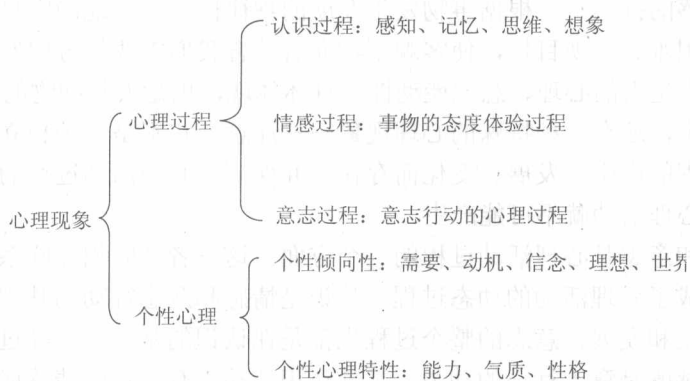 认识过程：感知、记忆、思维、想象
心理过程
情感过程：事物的态度体验过程
意志过程：意志行动的心理过程
心理现象
个性倾向性：需要、动机、信念、理想、世界
个性心理
个性心理特性：能力、气质、性格